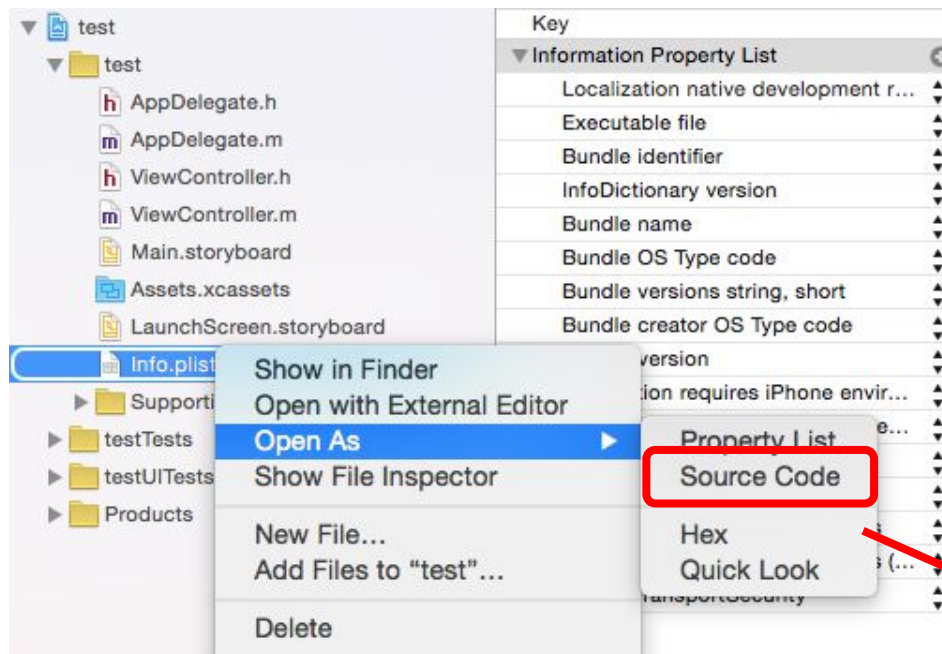 test
test
AppDelegate.h
AppDelegate.m
ViewController.h
ViewController.m
Main.storyboard
Assets.xcassets
LaunchScreen.storyboard
Info.plist
Supporti
testTests
testUITests
Products
Show in Finder
Open with External Editor
Open As
Show File Inspector
New File...
Add Files to “test”...
Delete
Property List
Source Code
Hex
Quick Look
Key
Information Property List
Localization native development r...
Executable file
Bundle identifier
InfoDictionary version
Bundle name
Bundle OS Type code
Bundle versions string, short
Bundle creator OS Type code
version
ion requires iPhone envir...
e...
s (...
TransportSecurity